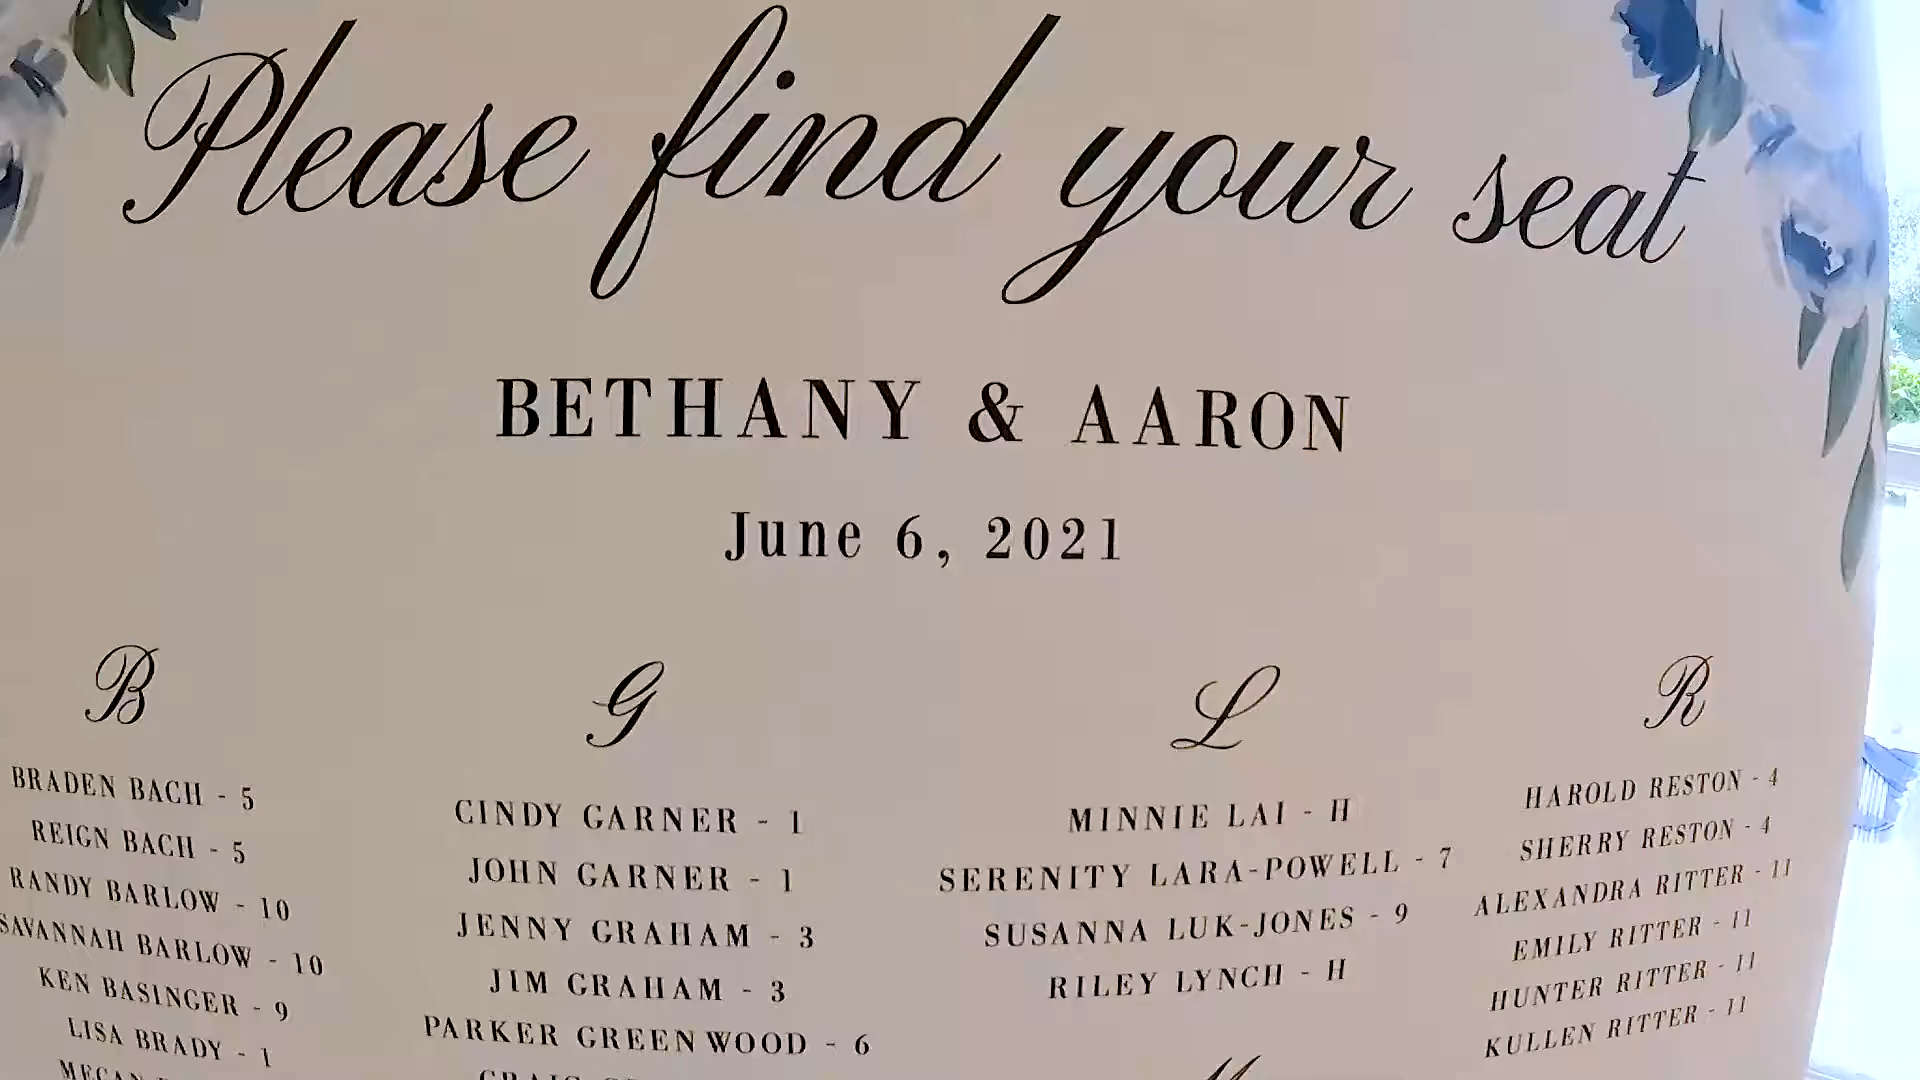 Please find your seat
BETHANY & AARON
June 6, 2021
B
BRADEN BACH - 5
REIGN BACH - 5
RANDY BARLOW - 10
SAVANNAH BARLOW - 10
KEN BASINGER - 9
LISA BRADY - 1
G
CINDY GARNER - 1
JOHN GARNER - 1
JENNY GRAHAM - 3
JIM GRAHAM - 3
PARKER GREENWOOD - 6
L
MINNIE LAI - H
SERENITY LARA-POWELL - 7
SUSANNA LUK-JONES - 9
RILEY LYNCH - H
R
HAROLD RESTON - 4
SHERRY RESTON - 4
ALEXANDRA RITTER - 11
EMILY RITTER - 11
HUNTER RITTER - 11
KULLEN RITTER - 11